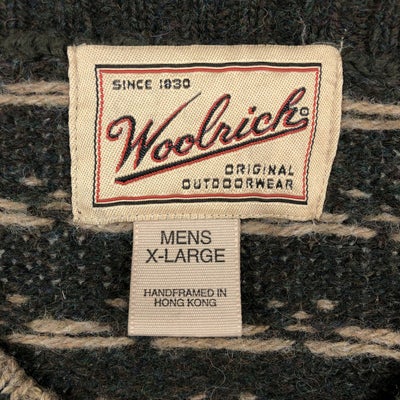 SINCE 1830
Woolrich®
ORIGINAL
OUTDOORWEAR
MENS
X-LARGE
HANDFRAMED IN
HONG KONG